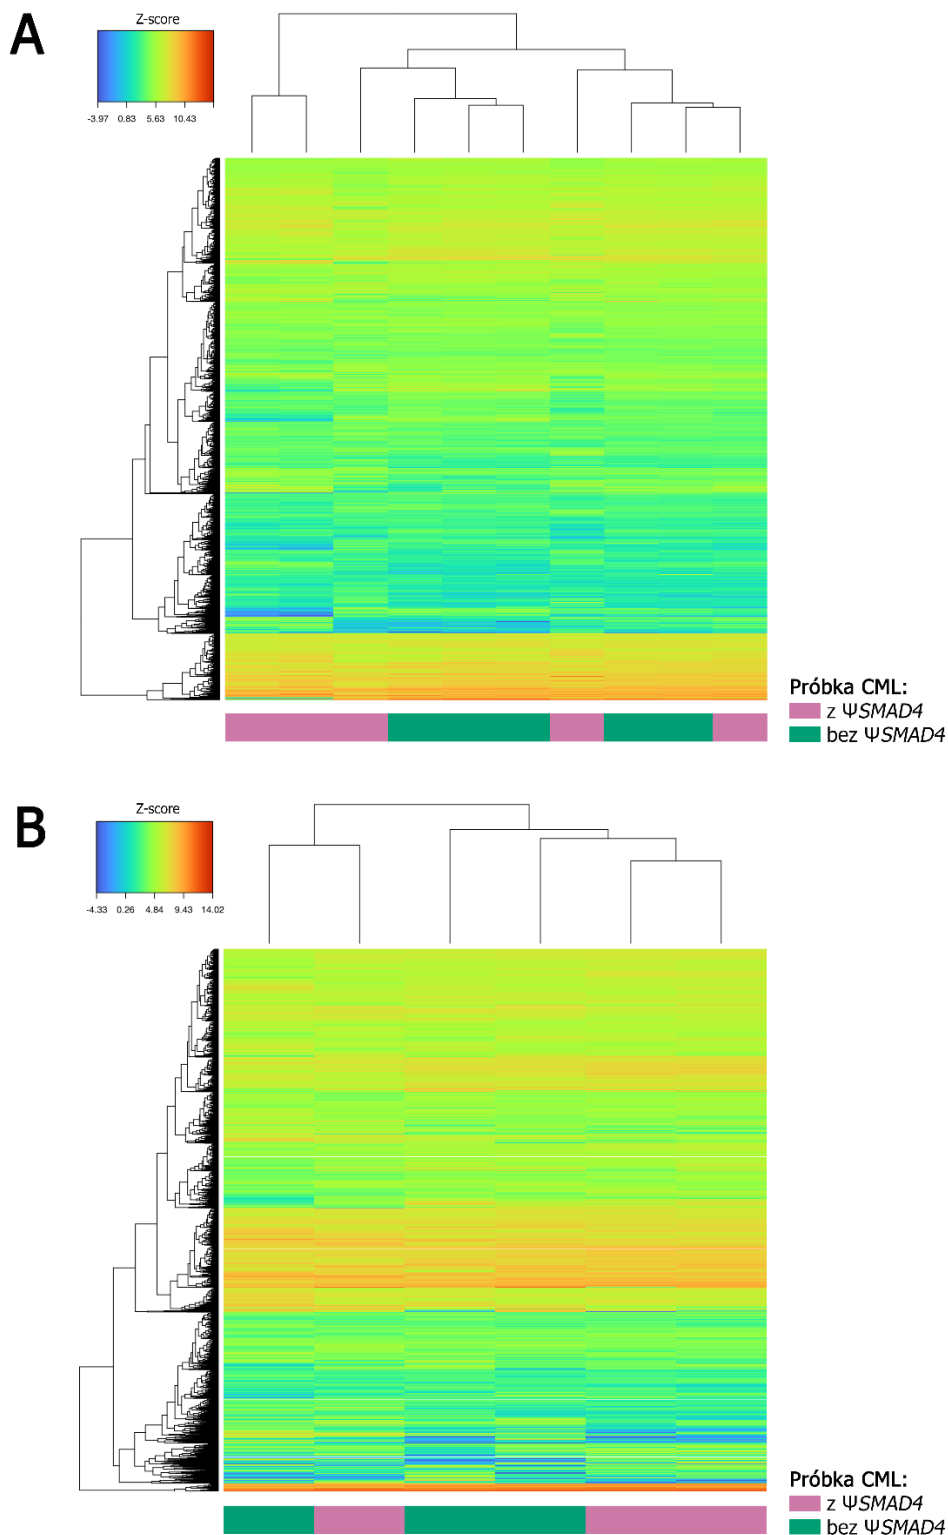 A
Z-score
-3.97 0.83 5.63 10.43
Próbka CML:
z ΨSMAD4
bez ΨSMAD4
B
Z-score
-4.33 0.26 4.84 9.43 14.02
Próbka CML:
z ΨSMAD4
bez ΨSMAD4